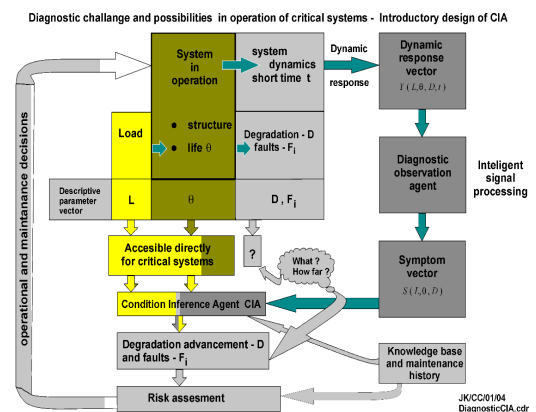 Diagnostic challange and possibilities in operation of critical systems - Introductory design of CIA
System
in
operation
• structure
• life θ
system
dynamics
short time t
Dynamic
response
Dynamic
response
vector
Y ( L, θ, D, t )
Load
Degradation - D
faults - Fi
Diagnostic
observation
agent
Inteligent
signal
processing
Descriptive
parameter
vector
L
θ
D , Fi
Accesible directly
for critical systems
?
What ?
How far ?
Symptom
vector
S ( L, θ, D )
Condition Inference Agent CIA
Degradation advancement - D
and faults - Fi
Knowledge base
and maintenance
history
Risk assesment
operational and maintanance decisions
JK/CC/01/04
DiagnosticCIA.cdr